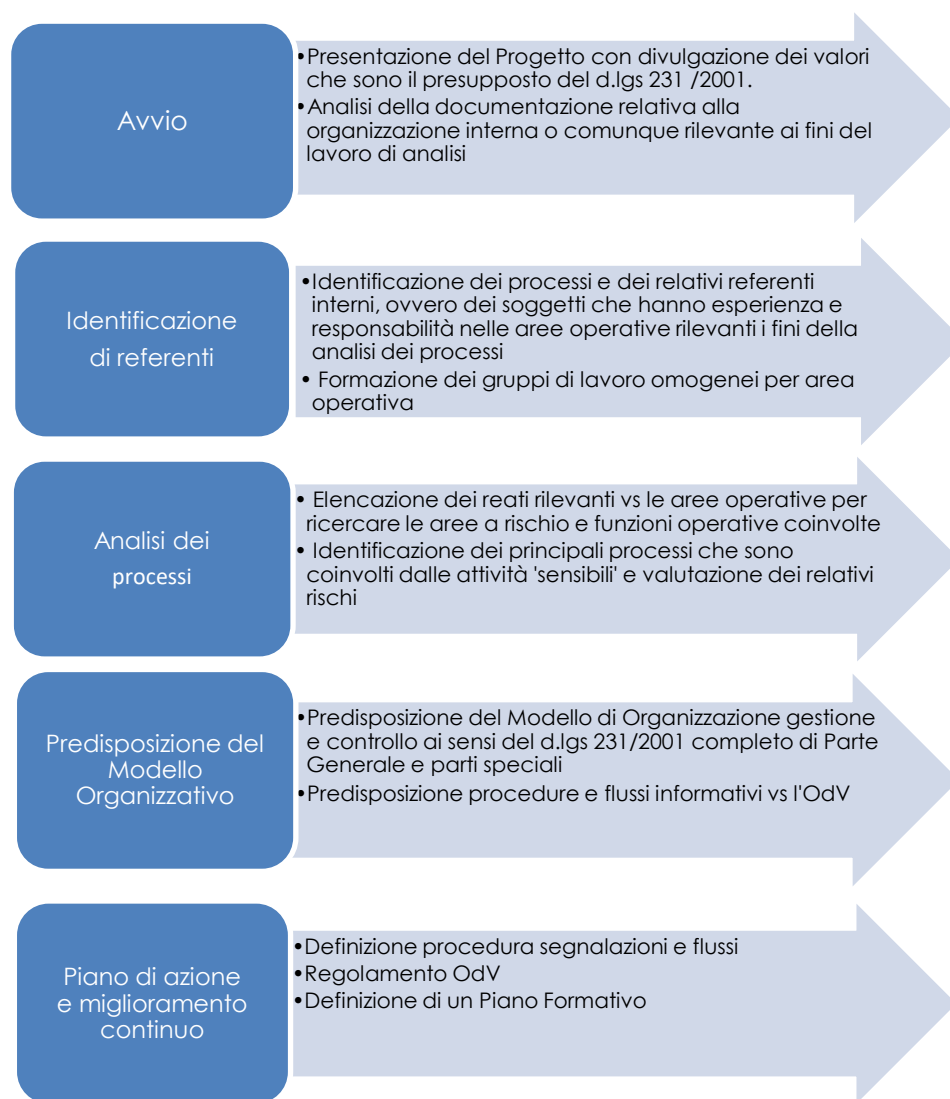 Avvio
•Presentazione del Progetto con divulgazione dei valori
che sono il presupposto del d.lgs 231 /2001.
•Analisi della documentazione relativa alla
organizzazione interna o comunque rilevante ai fini del
lavoro di analisi
Identificazione
di referenti
•Identificazione dei processi e dei relativi referenti
interni, ovvero dei soggetti che hanno esperienza e
responsabilità nelle aree operative rilevanti i fini della
analisi dei processi
• Formazione dei gruppi di lavoro omogenei per area
operativa
Analisi dei
processi
• Elencazione dei reati rilevanti vs le aree operative per
ricercare le aree a rischio e funzioni operative coinvolte
• Identificazione dei principali processi che sono
coinvolti dalle attività 'sensibili' e valutazione dei relativi
rischi
Predisposizione del
Modello
Organizzativo
•Predisposizione del Modello di Organizzazione gestione
e controllo ai sensi del d.lgs 231/2001 completo di Parte
Generale e parti speciali
•Predisposizione procedure e flussi informativi vs l'OdV
Piano di azione
e miglioramento
continuo
•Definizione procedura segnalazioni e flussi
•Regolamento OdV
•Definizione di un Piano Formativo